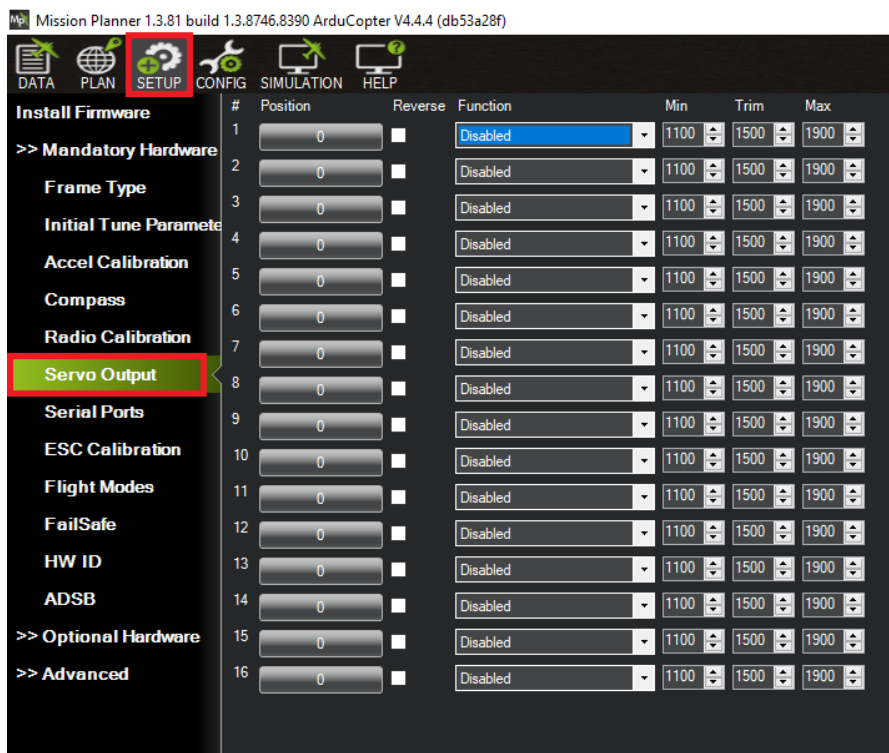 Mission Planner 1.3.81 build 1.3.8746.8390 ArduCopter V4.4.4 (db53a28f)
DATA PLAN SETUP CONFIG SIMULATION HELP
Install Firmware
>> Mandatory Hardware
Frame Type
Initial Tune Paramete
Accel Calibration
Compass
Radio Calibration
Servo Output
Serial Ports
ESC Calibration
Flight Modes
FailSafe
HW ID
ADSB
>> Optional Hardware
>> Advanced
# Position Reverse Function Min Trim Max
1 0 Disabled 1100 1500 1900
2 0 Disabled 1100 1500 1900
3 0 Disabled 1100 1500 1900
4 0 Disabled 1100 1500 1900
5 0 Disabled 1100 1500 1900
6 0 Disabled 1100 1500 1900
7 0 Disabled 1100 1500 1900
8 0 Disabled 1100 1500 1900
9 0 Disabled 1100 1500 1900
10 0 Disabled 1100 1500 1900
11 0 Disabled 1100 1500 1900
12 0 Disabled 1100 1500 1900
13 0 Disabled 1100 1500 1900
14 0 Disabled 1100 1500 1900
15 0 Disabled 1100 1500 1900
16 0 Disabled 1100 1500 1900